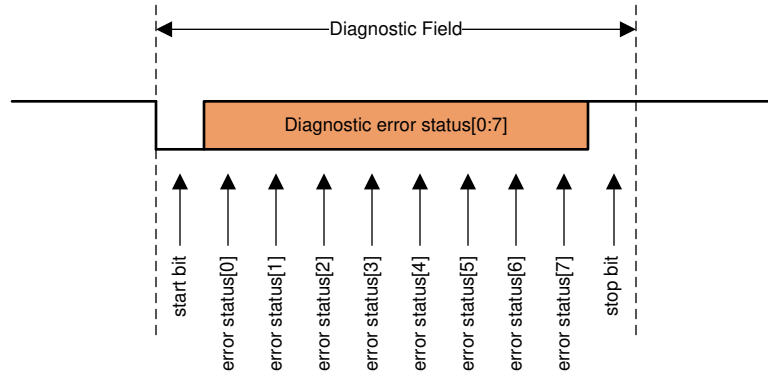 Diagnostic Field
Diagnostic error status[0:7]
start bit
error status[0]
error status[1]
error status[2]
error status[3]
error status[4]
error status[5]
error status[6]
error status[7]
stop bit